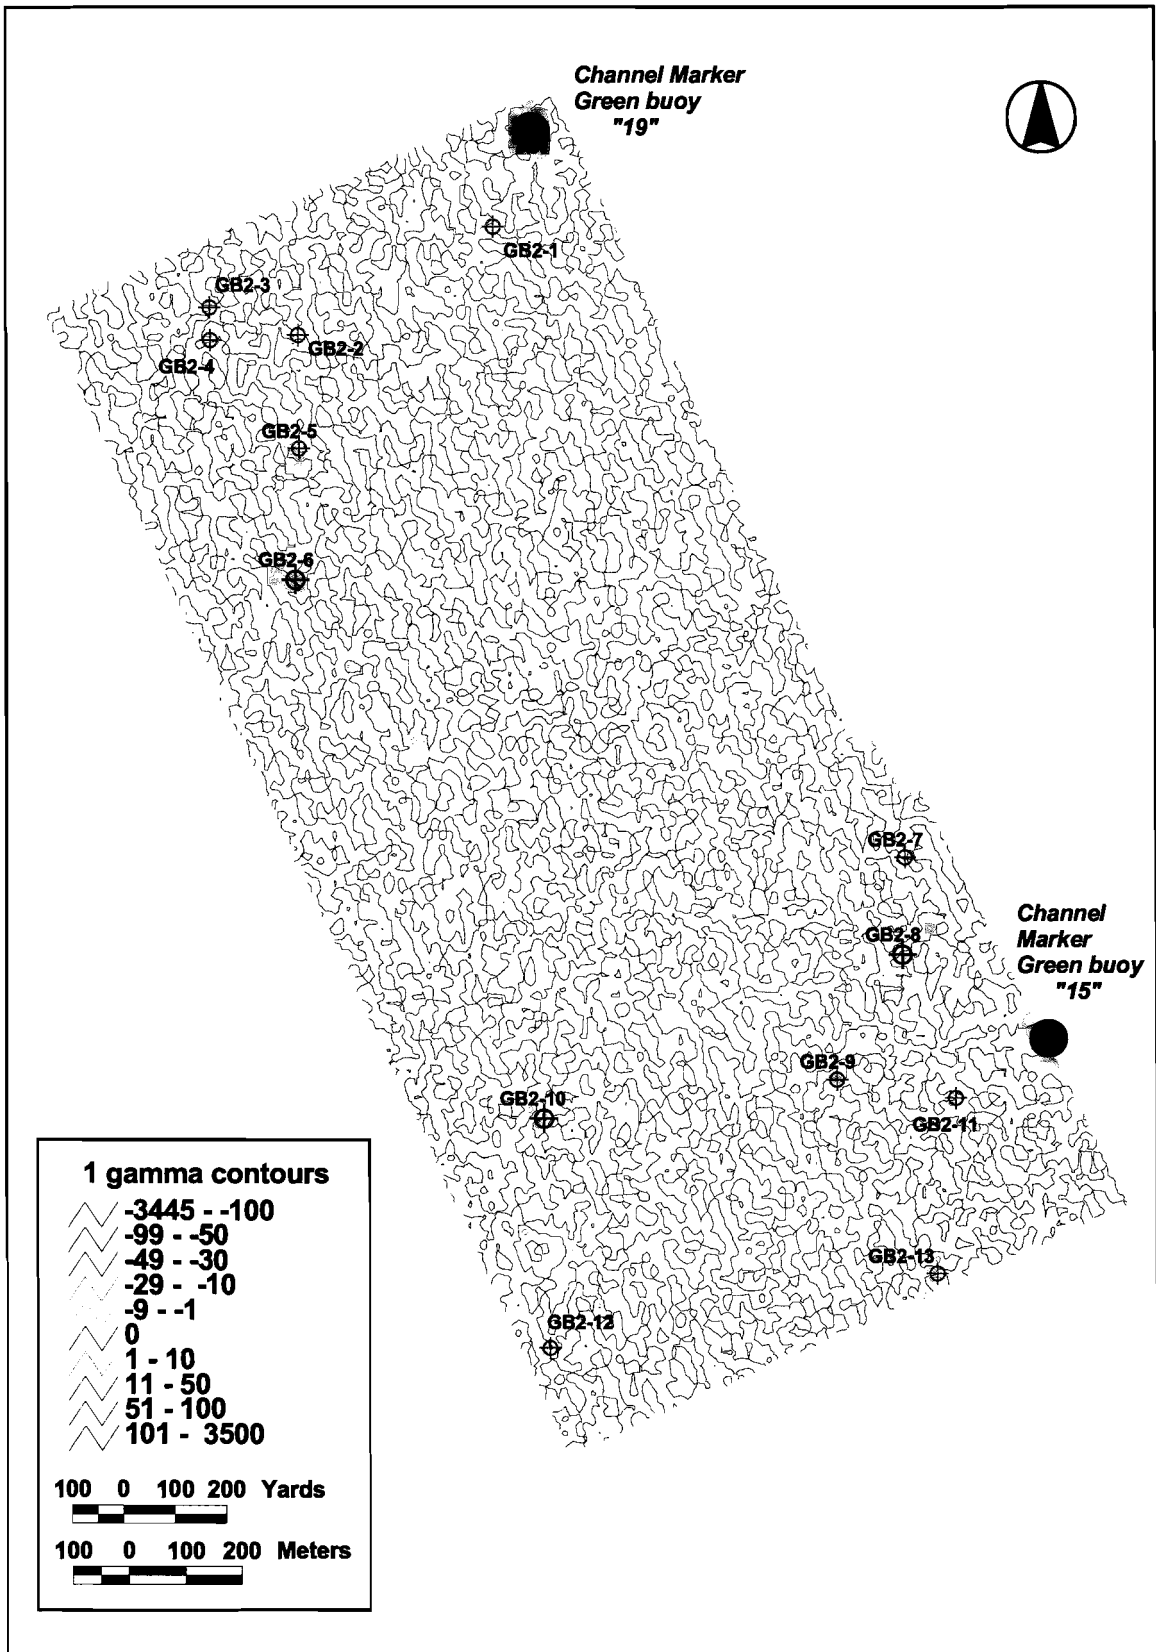 Channel Marker
Green buoy
"19"
GB2-1
GB2-3
GB2-2
GB2-4
GB2-5
GB2-6
GB2-7
Channel
Marker
Green buoy
"15"
GB2-8
GB2-9
GB2-10
GB2-11
GB2-13
GB2-12
1 gamma contours
-3445 - -100
-99 - -50
-49 - -30
-29 - -10
-9 - -1
0
1 - 10
11 - 50
51 - 100
101 - 3500
100 0 100 200 Yards
100 0 100 200 Meters